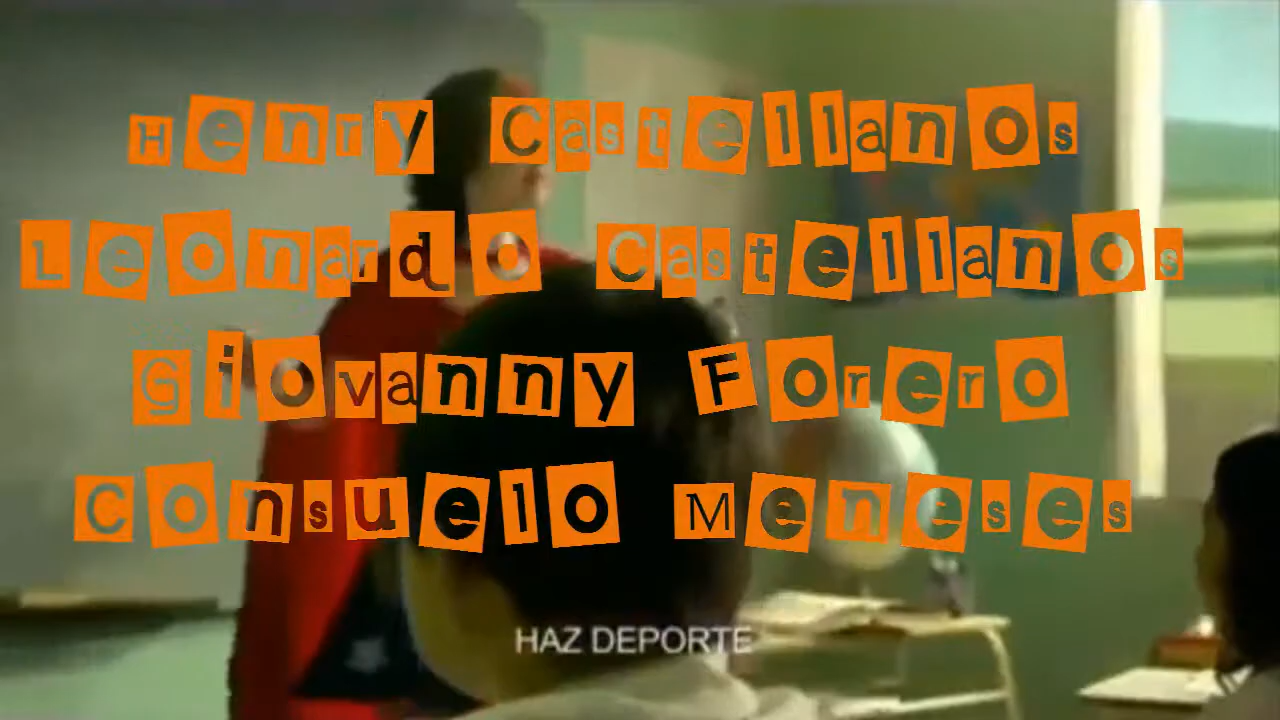 Henry Castellanos
Leonardo Castellanos
Giovanny Forero
Consuelo Meneses
HAZ DEPORTE